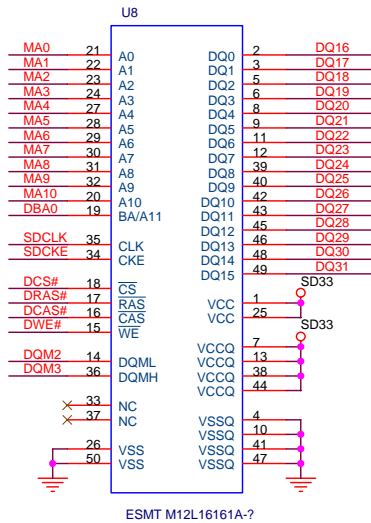 U8
MA0 21 A0 DQ0 2 DQ16
MA1 22 A1 DQ1 3 DQ17
MA2 23 A2 DQ2 5 DQ18
MA3 24 A3 DQ3 6 DQ19
MA4 27 A4 DQ4 8 DQ20
MA5 28 A5 DQ5 9 DQ21
MA6 29 A6 DQ6 11 DQ22
MA7 30 A7 DQ7 12 DQ23
MA8 31 A8 DQ8 39 DQ24
MA9 32 A9 DQ9 40 DQ25
MA10 20 A10 DQ10 42 DQ26
DBA0 19 BA/A11 DQ11 43 DQ27
DQ12 45 DQ28
SDCLK 35 CLK DQ13 46 DQ29
SDCKE 34 CKE DQ14 48 DQ30
DQ15 49 DQ31
DCS# 18 CS SD33
DRAS# 17 RAS VCC 1
DCAS# 16 CAS VCC 25
DWE# 15 WE SD33
VCCQ 7
DQM2 14 DQML VCCQ 13
DQM3 36 DQMH VCCQ 38
VCCQ 44
33 NC
37 NC VSSQ 4
VSSQ 10
26 VSS VSSQ 41
50 VSS VSSQ 47
ESMT M12L16161A-?